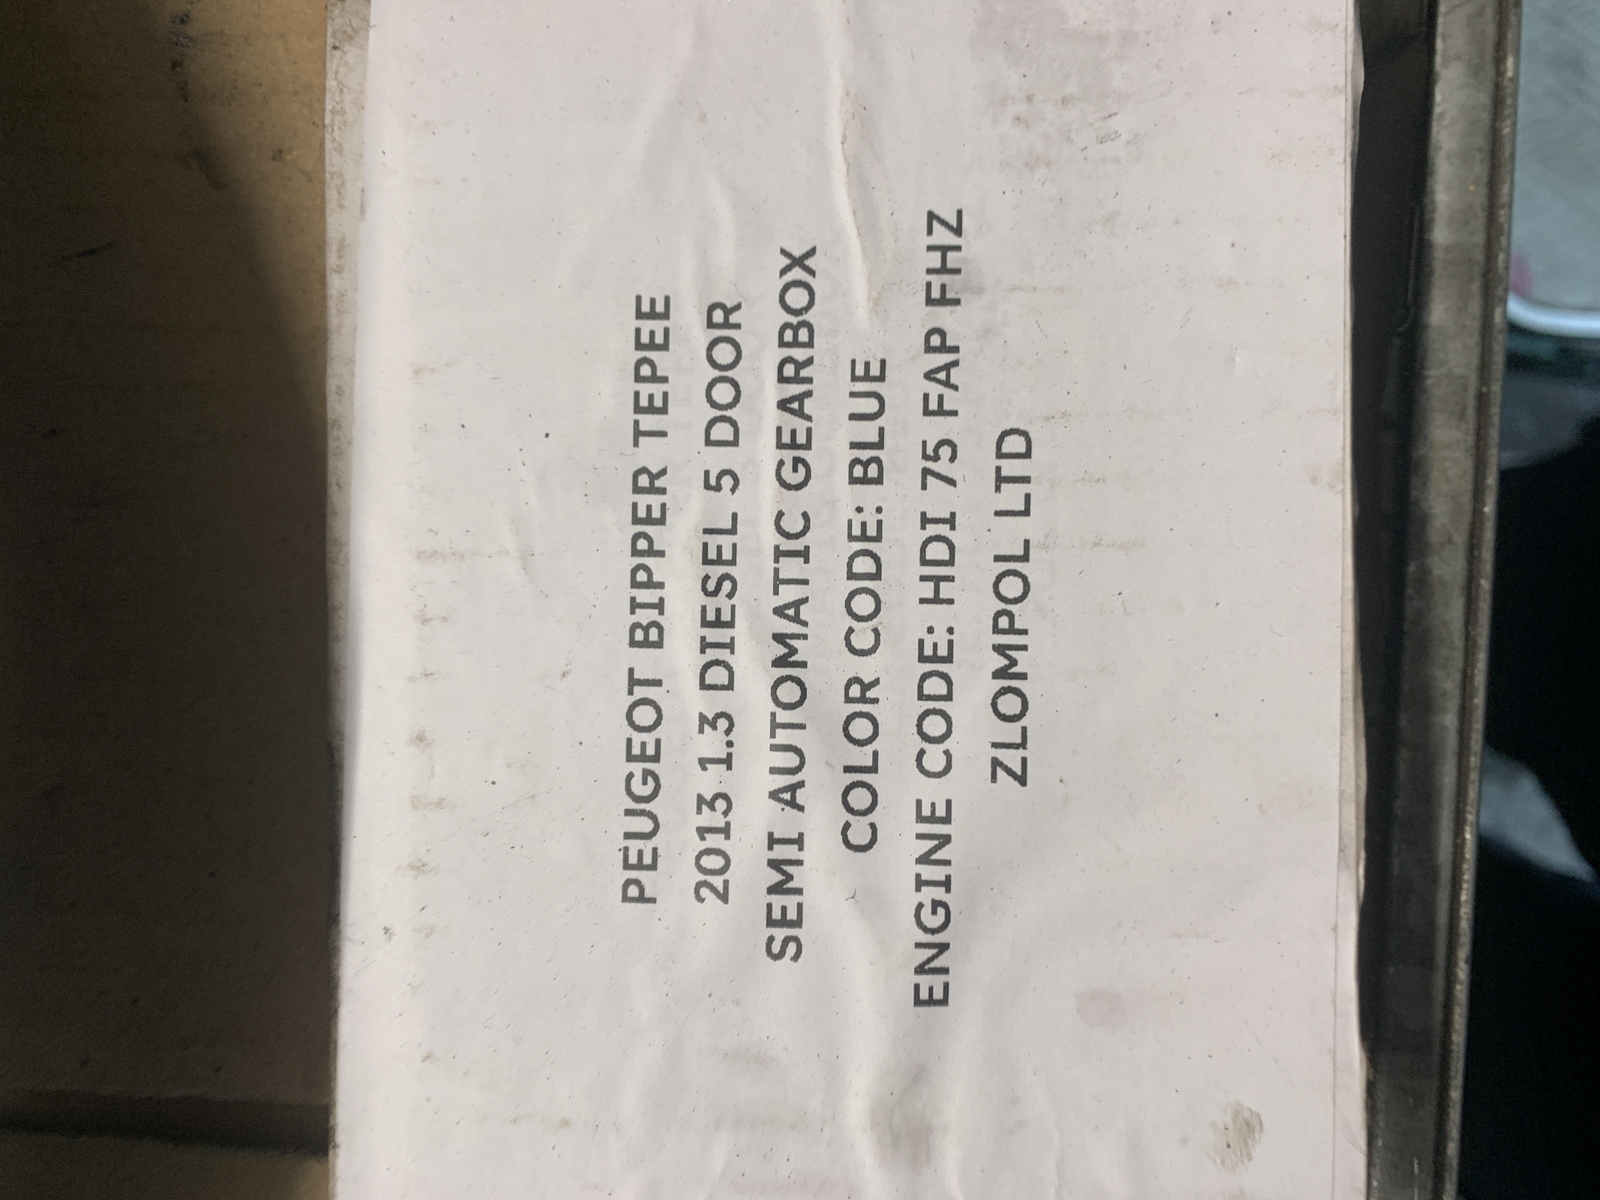 PEUGEOT BIPPER TEPEE
2013 1.3 DIESEL 5 DOOR
SEMI AUTOMATIC GEARBOX
COLOR CODE: BLUE
ENGINE CODE: HDI 75 FAP FHZ
ZLOMPOL LTD